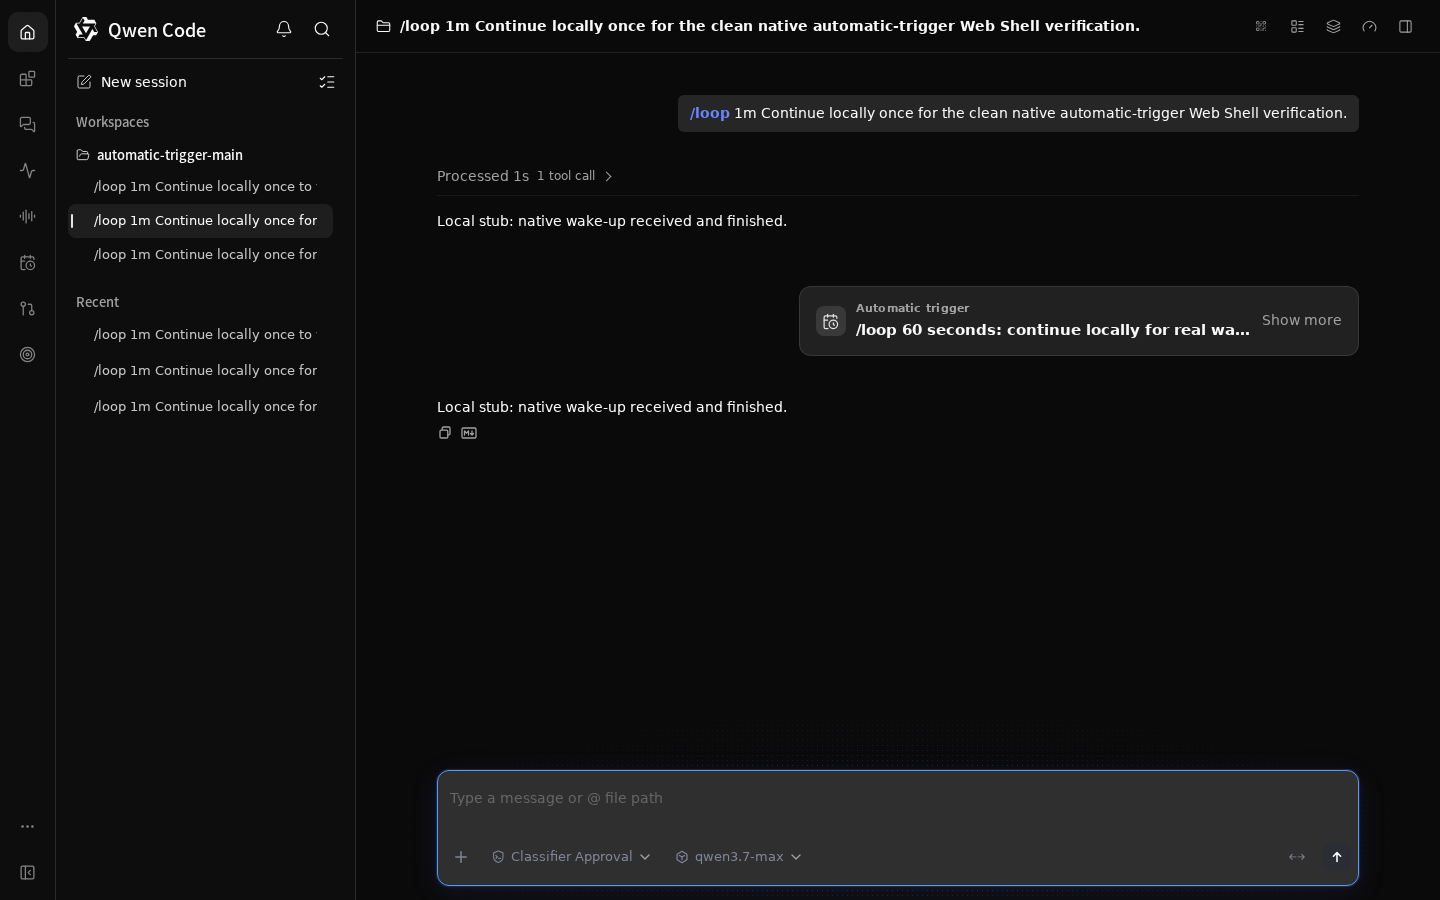 Qwen Code
New session
Workspaces
automatic-trigger-main
/loop 1m Continue locally once to
/loop 1m Continue locally once for
/loop 1m Continue locally once for
Recent
/loop 1m Continue locally once to
/loop 1m Continue locally once for
/loop 1m Continue locally once for
/loop 1m Continue locally once for the clean native automatic-trigger Web Shell verification.
/loop 1m Continue locally once for the clean native automatic-trigger Web Shell verification.
Processed 1s 1 tool call
Local stub: native wake-up received and finished.
Automatic trigger
/loop 60 seconds: continue locally for real wa...
Show more
Local stub: native wake-up received and finished.
Type a message or @ file path
Classifier Approval qwen3.7-max